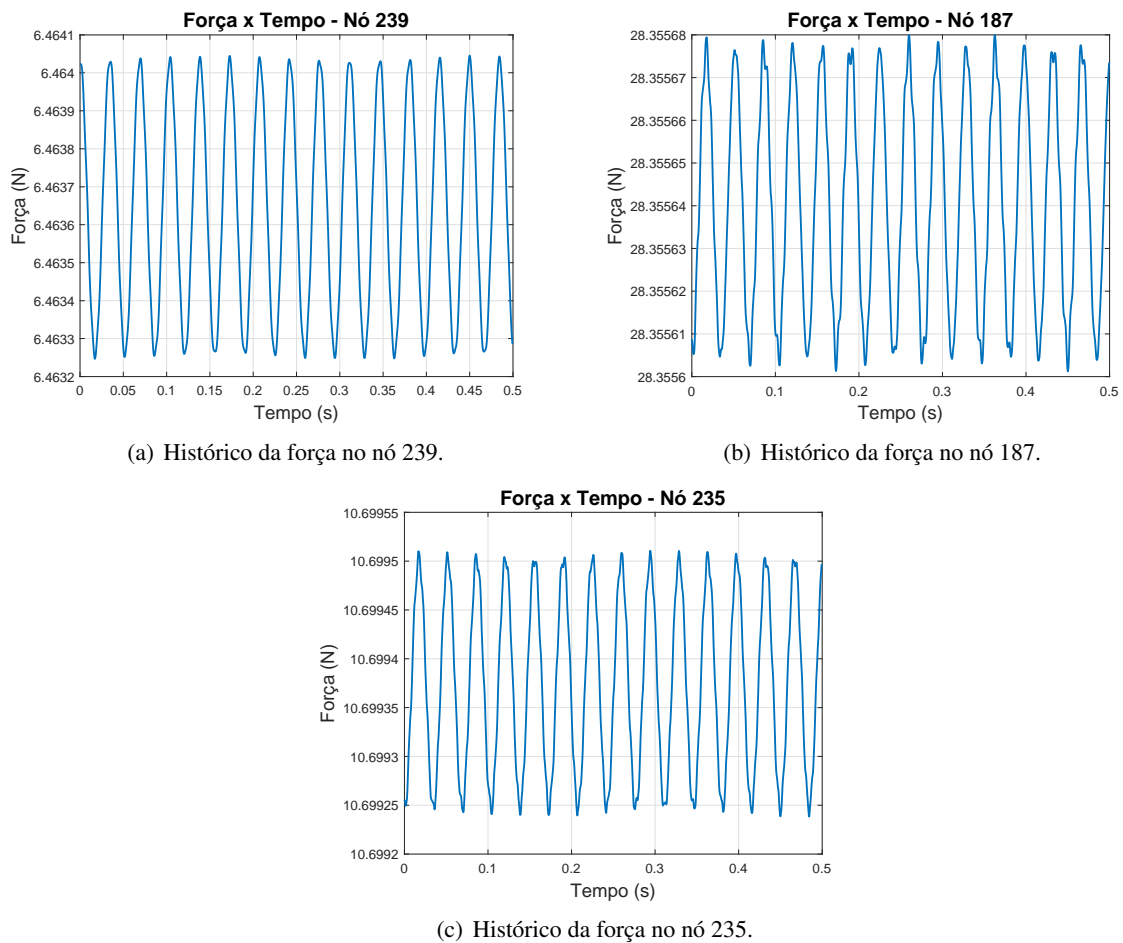 Força x Tempo - Nó 239
6.4641
6.464
6.4639
6.4638
6.4637
6.4636
6.4635
6.4634
6.4633
6.4632
Força (N)
0 0.05 0.1 0.15 0.2 0.25 0.3 0.35 0.4 0.45 0.5
Tempo (s)
(a) Histórico da força no nó 239.
Força x Tempo - Nó 187
28.35568
28.35567
28.35566
28.35565
28.35564
28.35563
28.35562
28.35561
28.3556
Força (N)
0 0.1 0.2 0.3 0.4 0.5
Tempo (s)
(b) Histórico da força no nó 187.
Força x Tempo - Nó 235
10.69955
10.6995
10.69945
10.6994
10.69935
10.6993
10.69925
10.6992
Força (N)
0 0.1 0.2 0.3 0.4 0.5
Tempo (s)
(c) Histórico da força no nó 235.